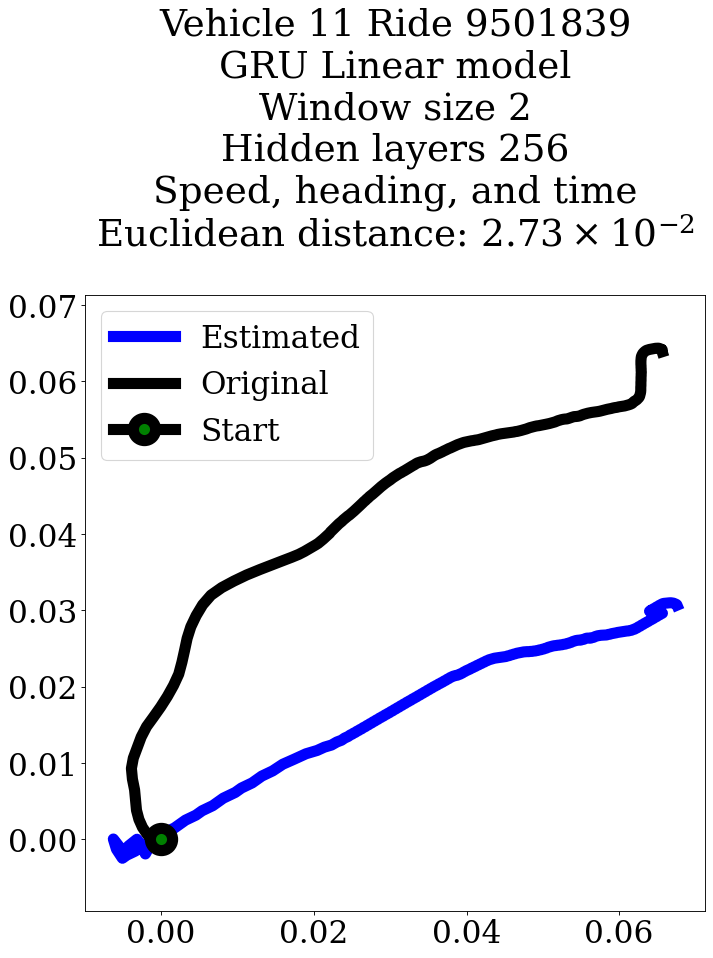 Vehicle 11 Ride 9501839
GRU Linear model
Window size 2
Hidden layers 256
Speed, heading, and time
Euclidean distance: 2.73 × 10⁻²
0.07
0.06
0.05
0.04
0.03
0.02
0.01
0.00
Estimated
Original
Start
0.00 0.02 0.04 0.06